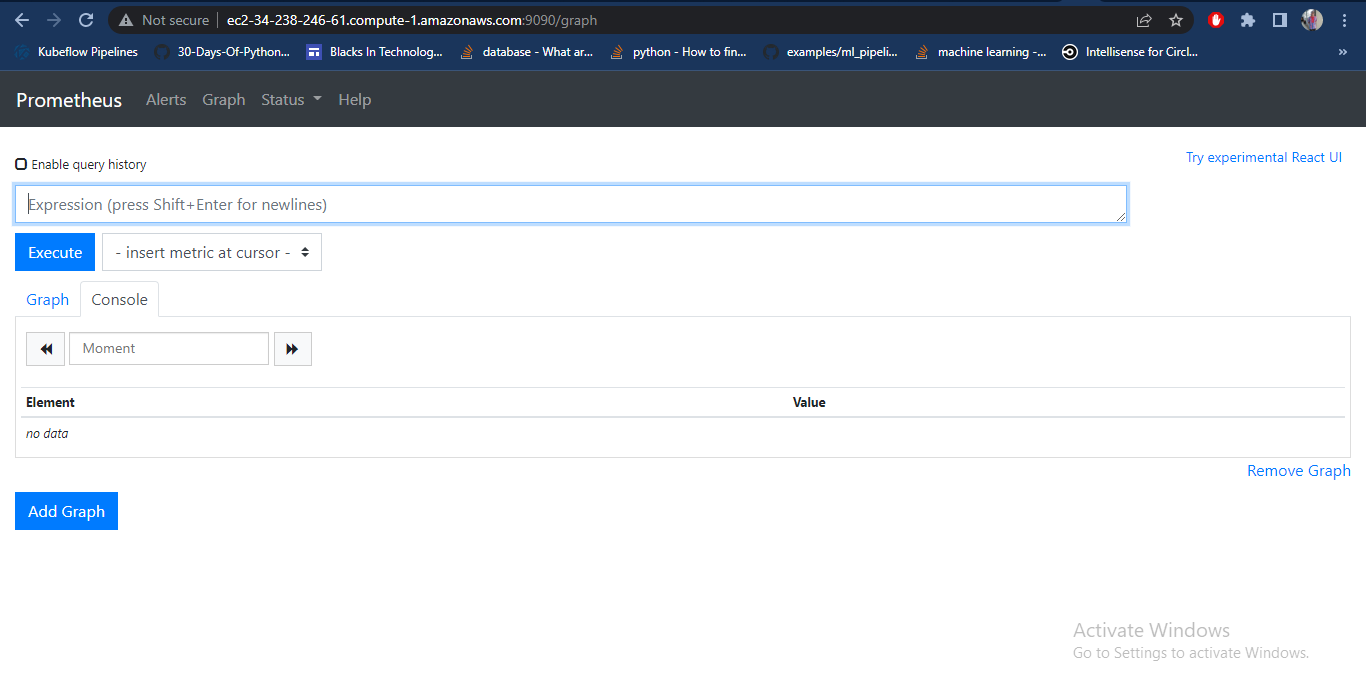 Not secure ec2-34-238-246-61.compute-1.amazonaws.com:9090/graph
Kubeflow Pipelines 30-Days-Of-Python... Blacks In Technolog... database - What ar... python - How to fin... examples/ml_pipeli... machine learning -... Intellisense for Circl... »
Prometheus Alerts Graph Status Help
Enable query history Try experimental React UI
Expression (press Shift+Enter for newlines)
Execute - insert metric at cursor -
Graph Console
Moment
Element Value
no data
Remove Graph
Add Graph
Activate Windows
Go to Settings to activate Windows.